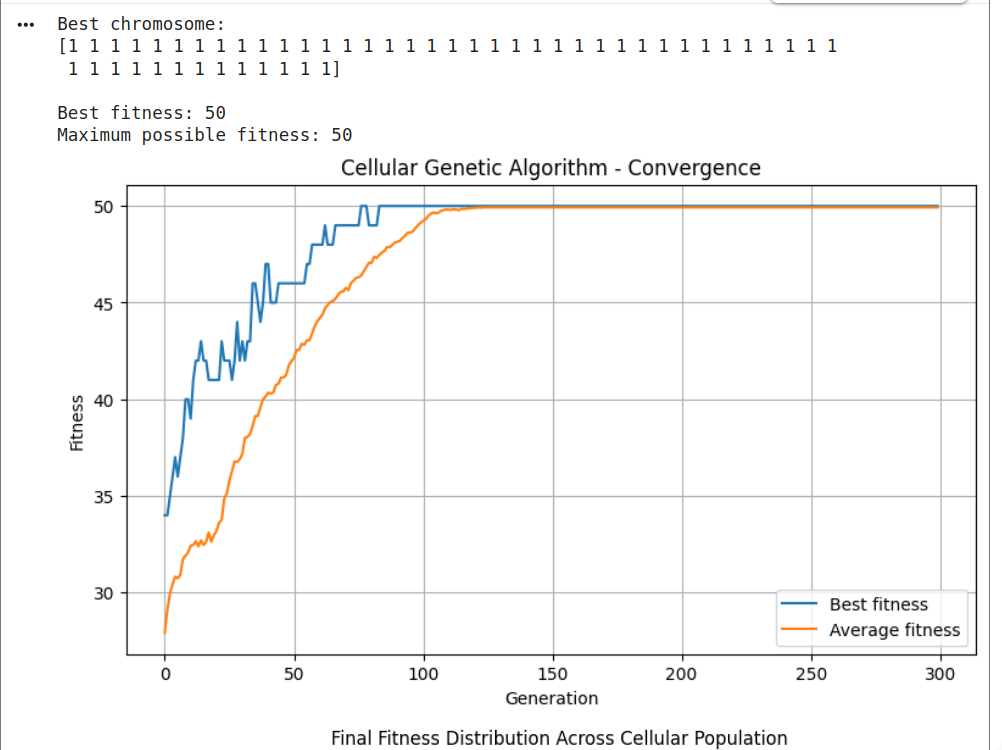 ••• Best chromosome:
[1 1 1 1 1 1 1 1 1 1 1 1 1 1 1 1 1 1 1 1 1 1 1 1 1 1 1 1 1 1 1 1 1 1 1 1 1
1 1 1 1 1 1 1 1 1 1 1 1 1]
Best fitness: 50
Maximum possible fitness: 50
Cellular Genetic Algorithm - Convergence
50
45
40
35
30
Fitness
Best fitness
Average fitness
0 50 100 150 200 250 300
Generation
Final Fitness Distribution Across Cellular Population